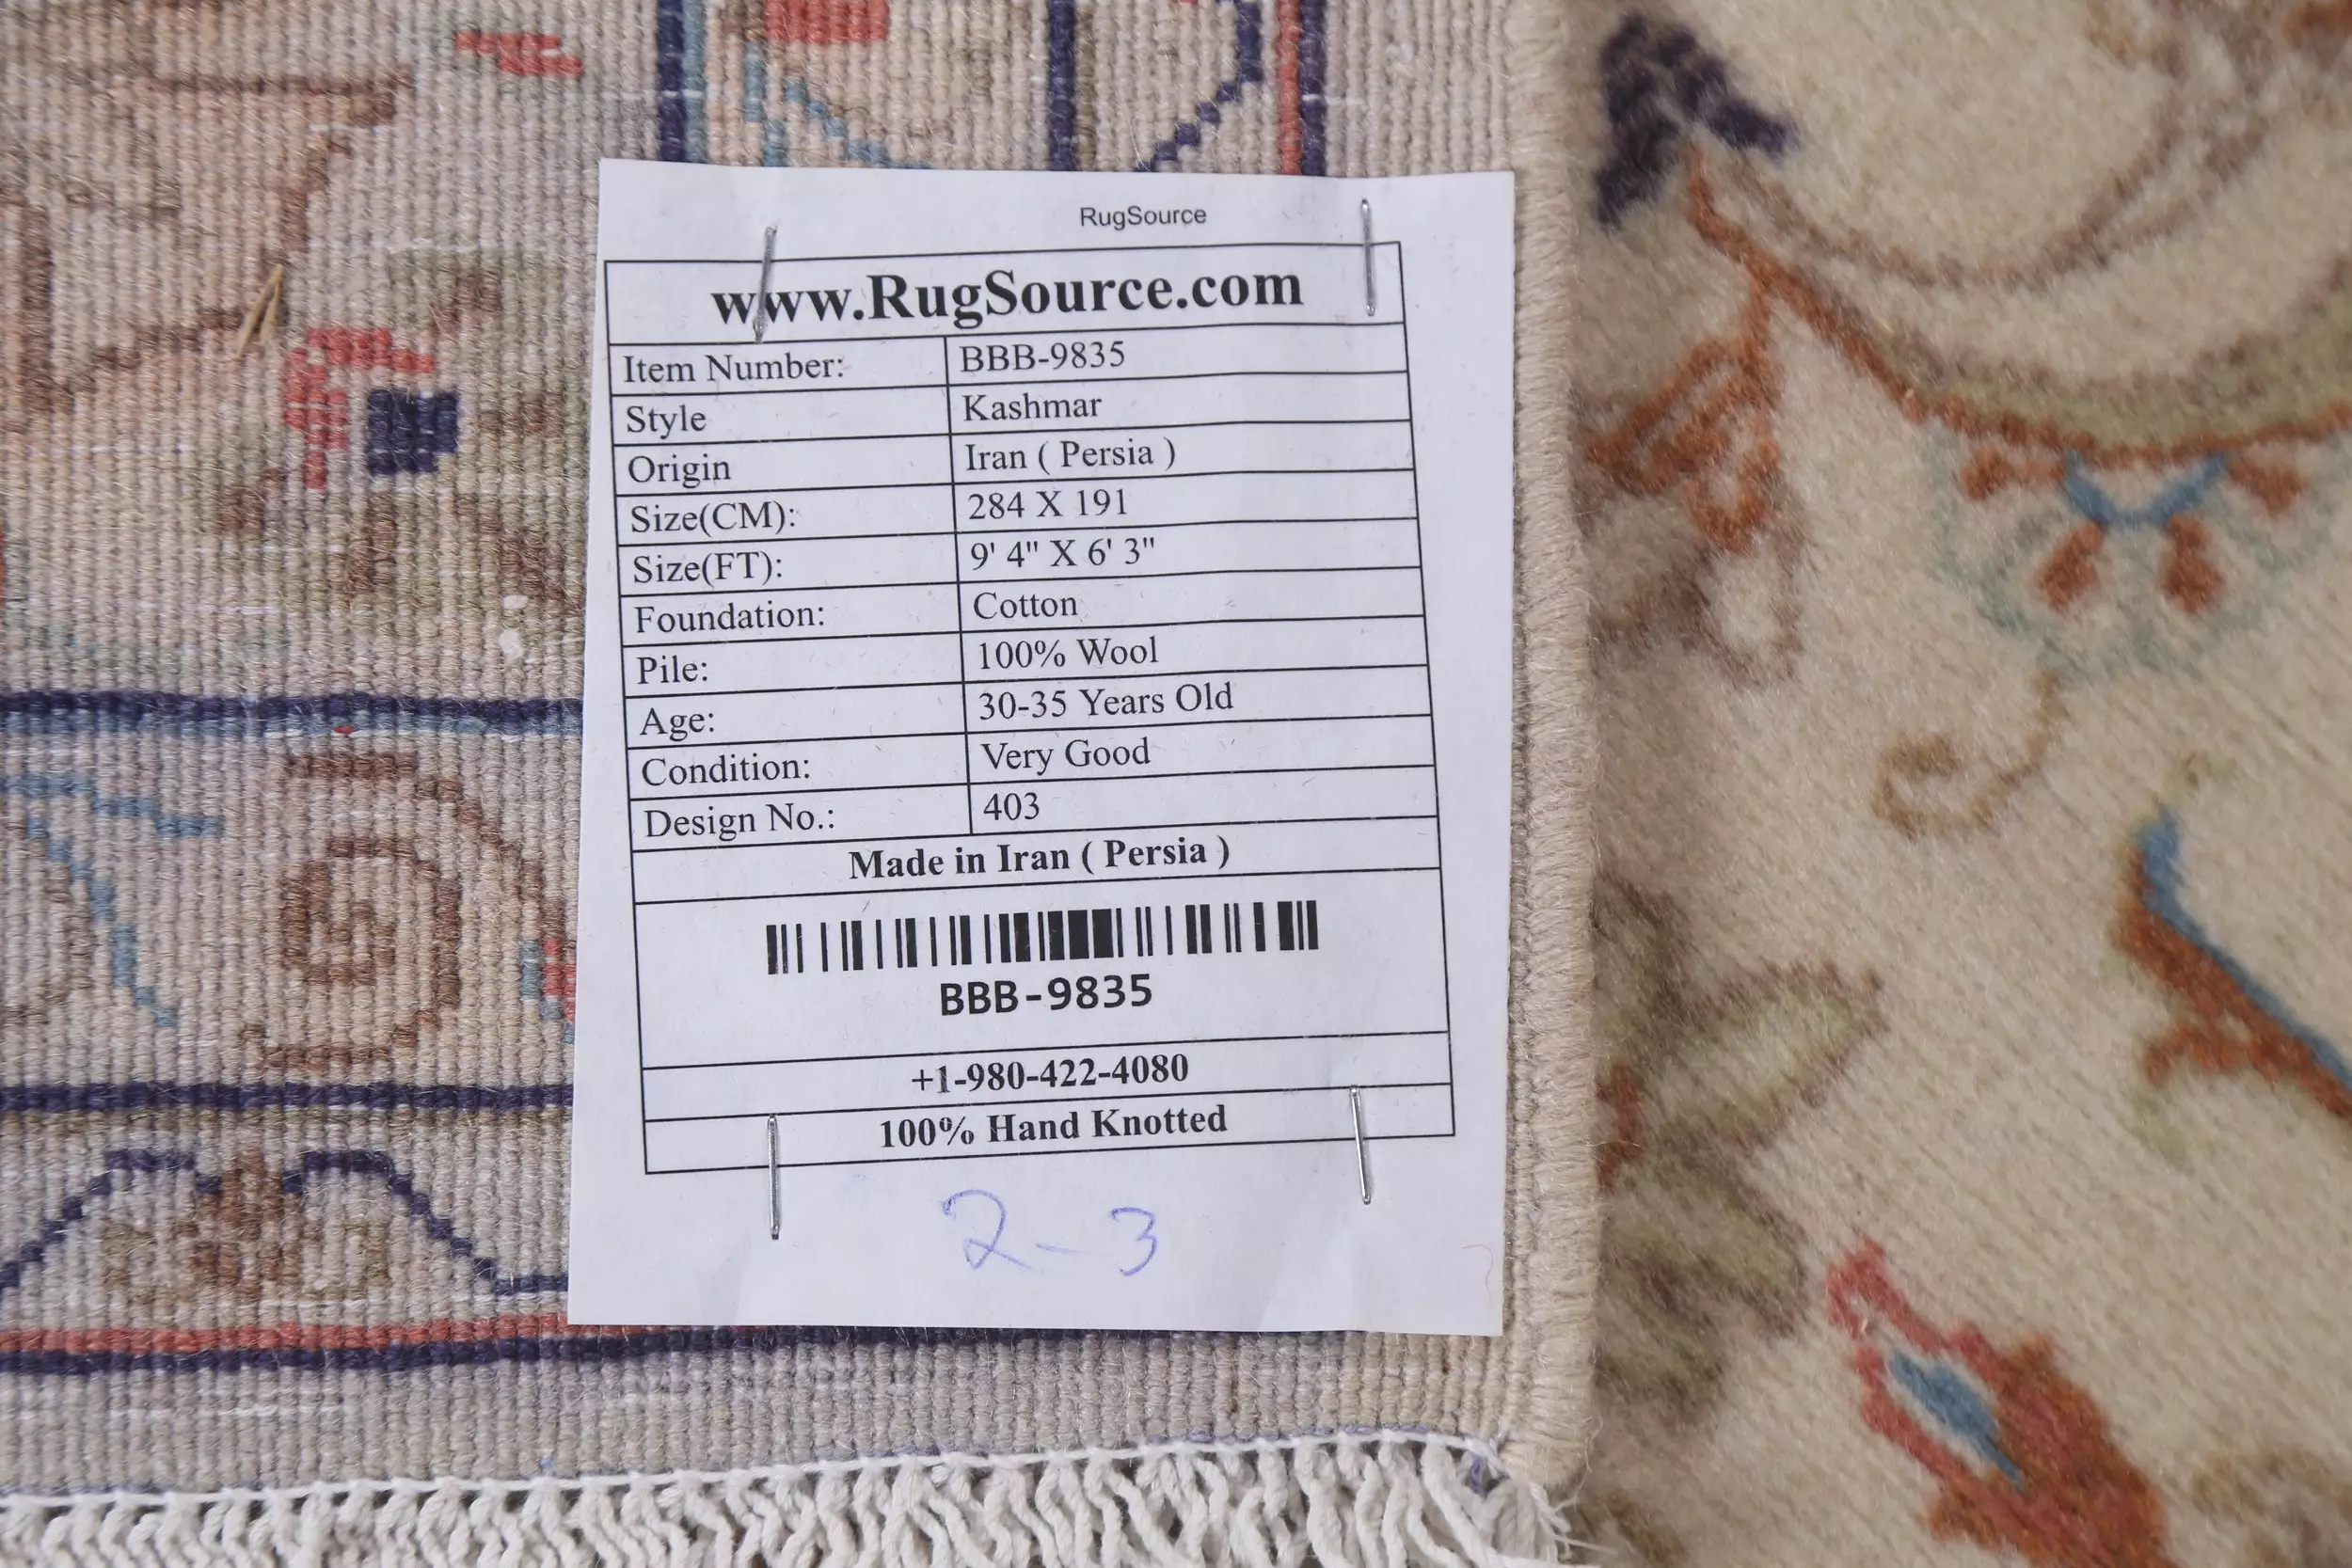 RugSource
www.RugSource.com
Item Number: BBB-9835
Style Kashmar
Origin Iran ( Persia )
Size(CM): 284 X 191
Size(FT): 9' 4" X 6' 3"
Foundation: Cotton
Pile: 100% Wool
Age: 30-35 Years Old
Condition: Very Good
Design No.: 403
Made in Iran ( Persia )
BBB-9835
+1-980-422-4080
100% Hand Knotted
2-3